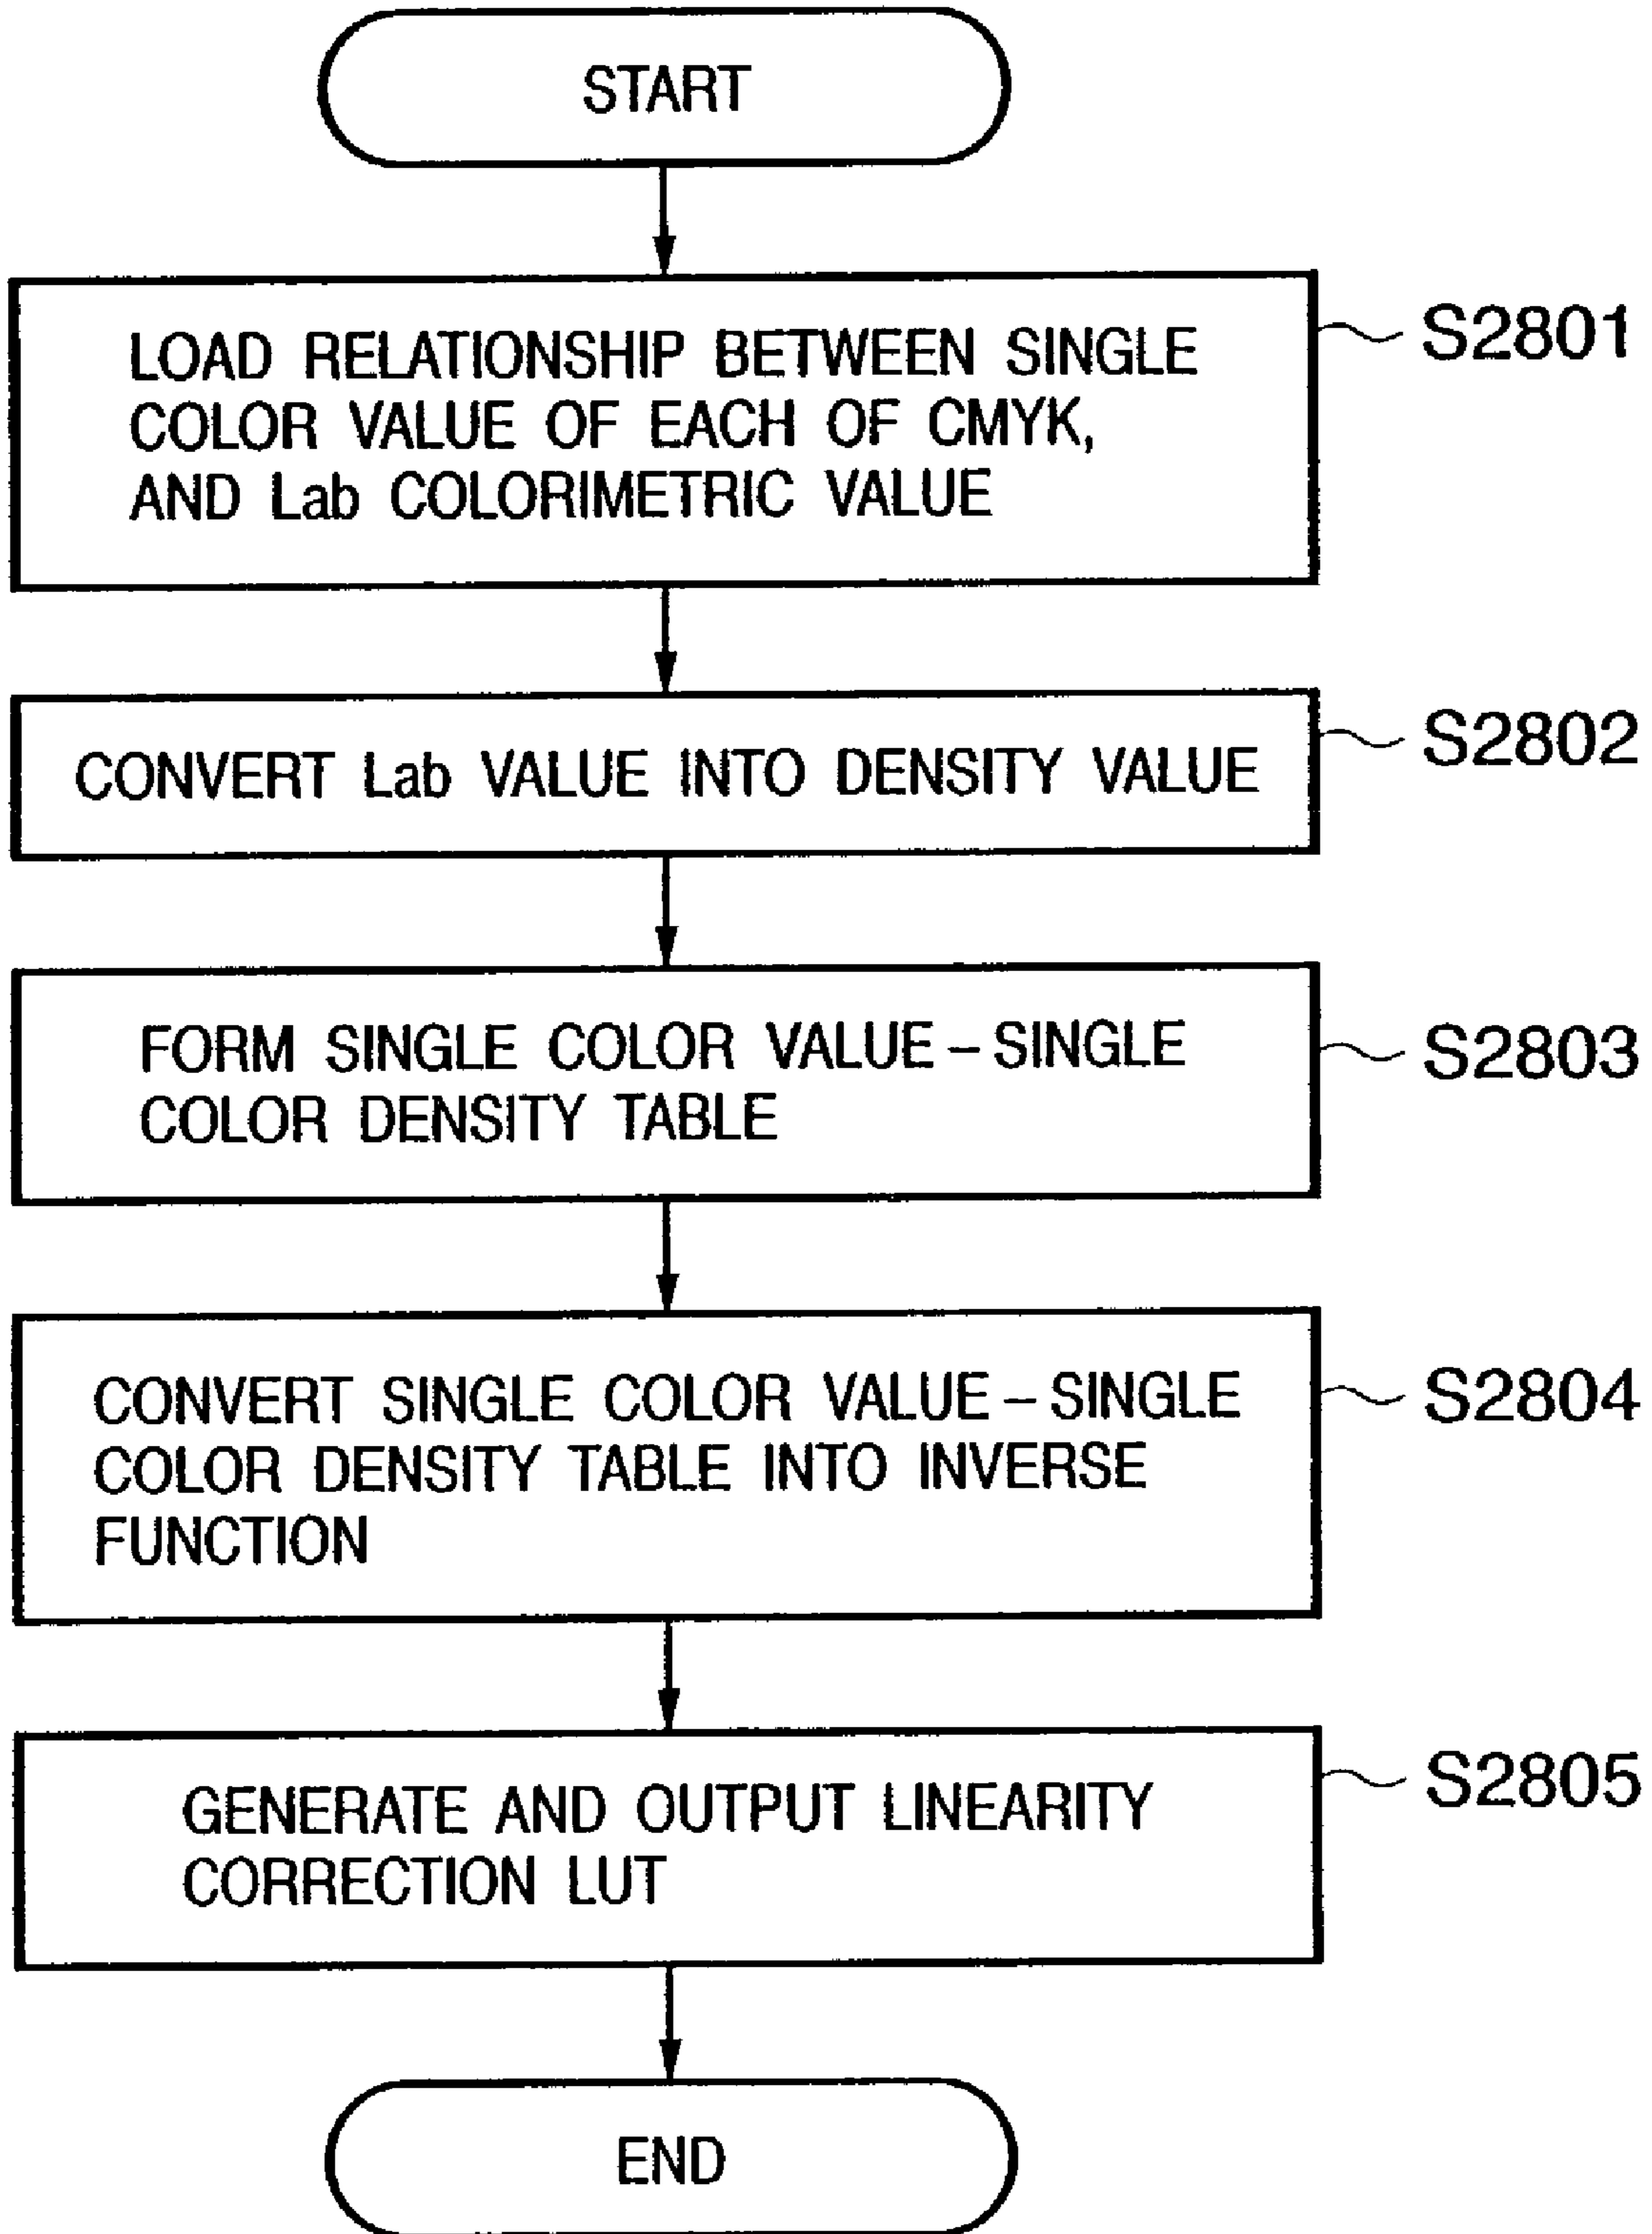 START
LOAD RELATIONSHIP BETWEEN SINGLE
COLOR VALUE OF EACH OF CMYK,
AND Lab COLORIMETRIC VALUE
S2801
CONVERT Lab VALUE INTO DENSITY VALUE
S2802
FORM SINGLE COLOR VALUE – SINGLE
COLOR DENSITY TABLE
S2803
CONVERT SINGLE COLOR VALUE – SINGLE
COLOR DENSITY TABLE INTO INVERSE
FUNCTION
S2804
GENERATE AND OUTPUT LINEARITY
CORRECTION LUT
S2805
END